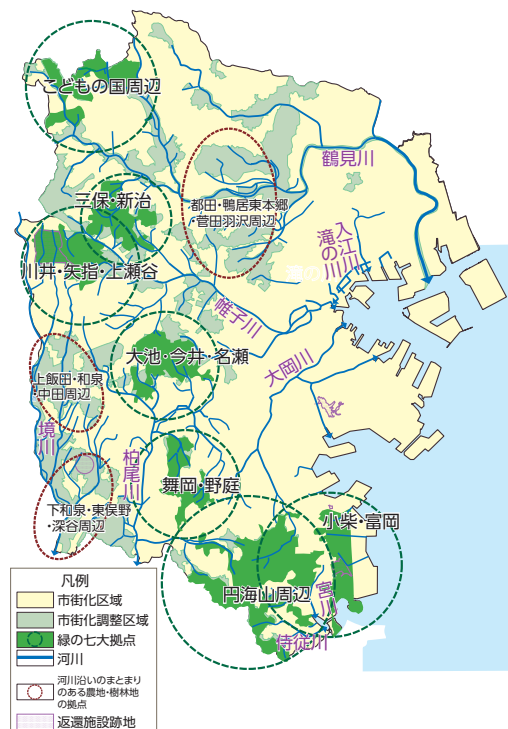 こどもの国周辺
鶴見川
三保・新治
都田・鴨居東本郷
・菅田羽沢周辺
入江川
滝の川
川井・矢指・上瀬谷
帷子川
大池・今井・名瀬
大岡川
上飯田・和泉
中田周辺
境川
柏尾川
舞岡・野庭
下和泉・東俣野
・深谷周辺
小柴・富岡
円海山周辺
宮川
侍従川
凡例
市街化区域
市街化調整区域
緑の七大拠点
河川
河川沿いのまとまり
のある農地・樹林地
の拠点
返還施設跡地